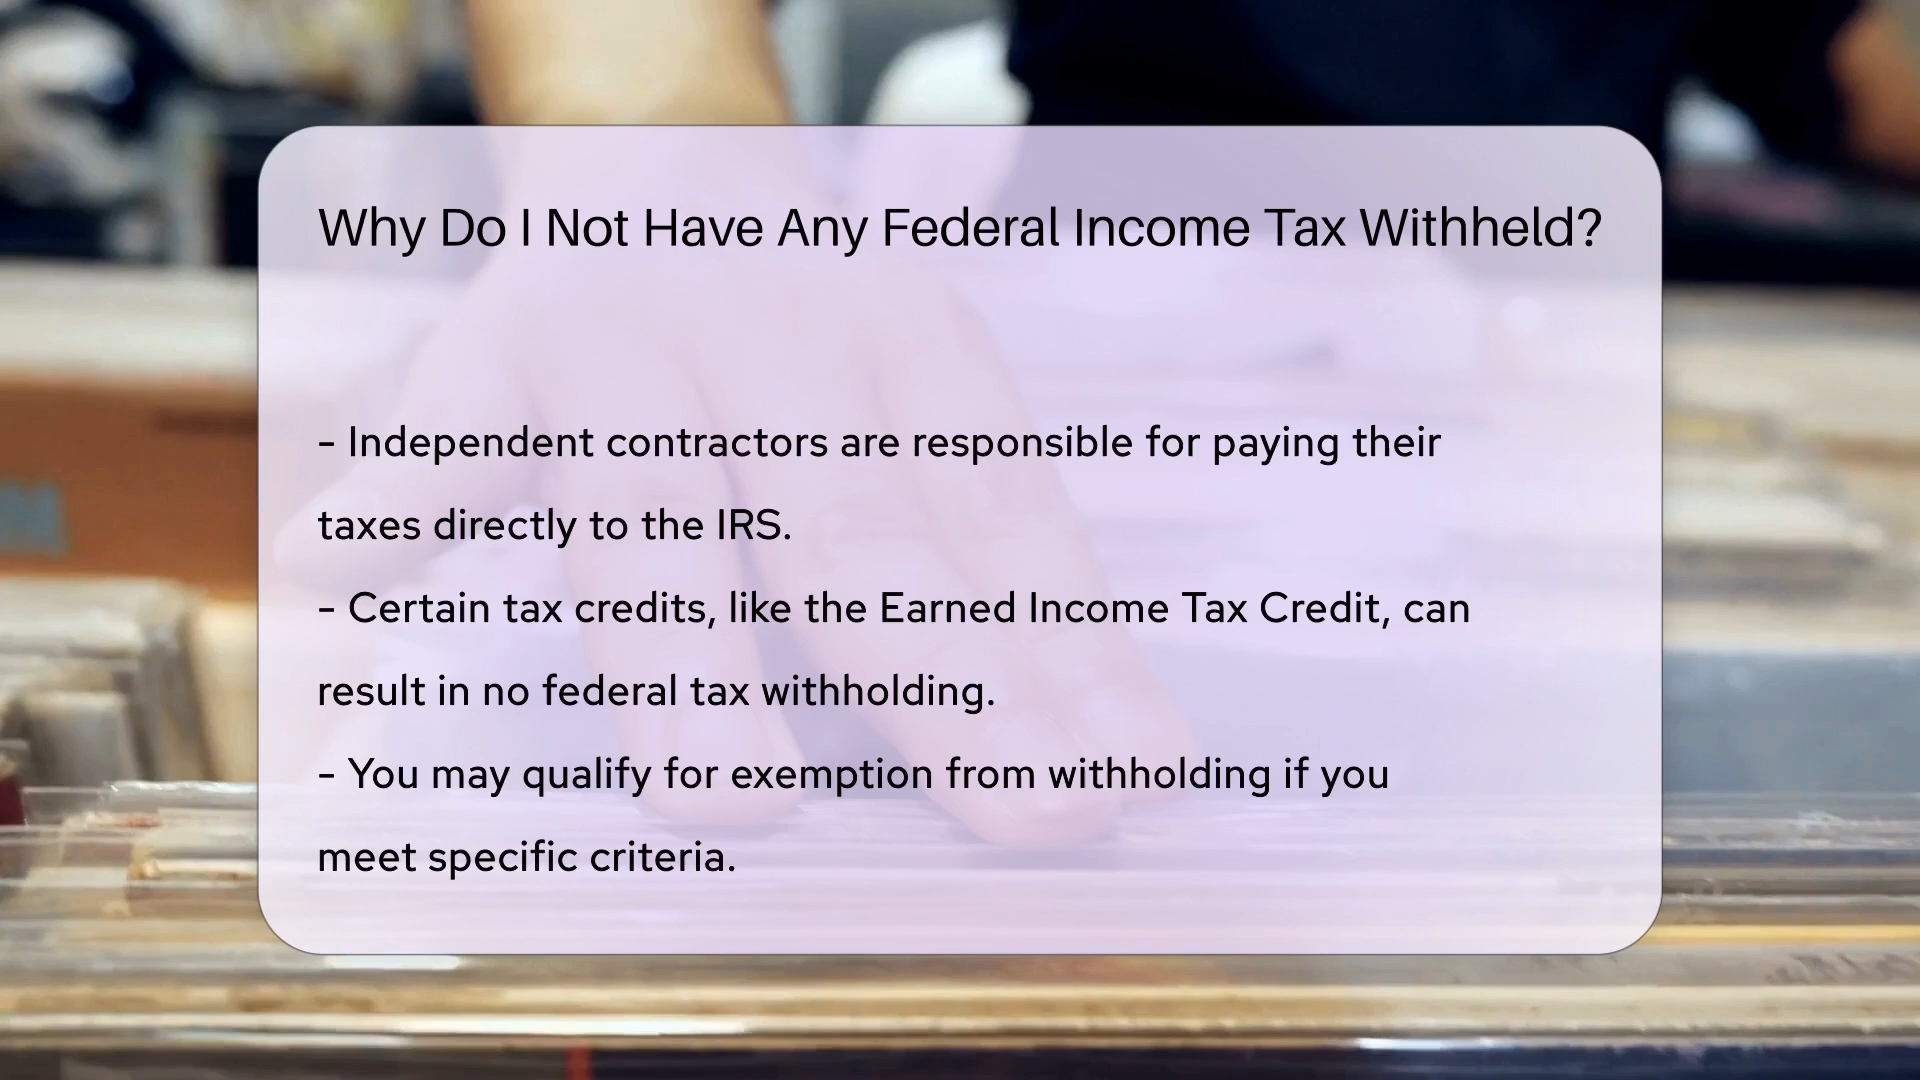 Why Do I Not Have Any Federal Income Tax Withheld?
- Independent contractors are responsible for paying their
taxes directly to the IRS.
- Certain tax credits, like the Earned Income Tax Credit, can
result in no federal tax withholding.
- You may qualify for exemption from withholding if you
meet specific criteria.